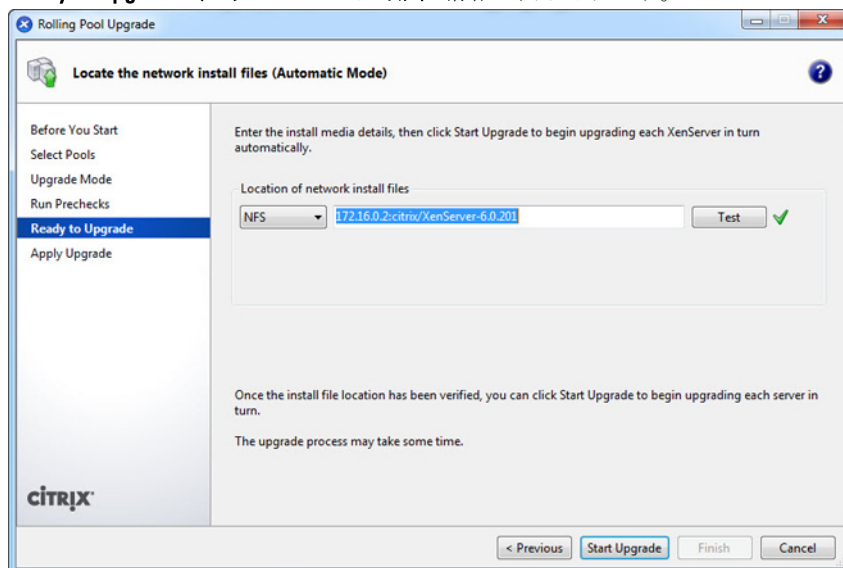 Rolling Pool Upgrade
Locate the network install files (Automatic Mode)
Before You Start
Select Pools
Upgrade Mode
Run Prechecks
Ready to Upgrade
Apply Upgrade
Enter the install media details, then click Start Upgrade to begin upgrading each XenServer in turn
automatically.
Location of network install files
NFS
172.16.0.2:citrix/XenServer-6.0.201
Test
Once the install file location has been verified, you can click Start Upgrade to begin upgrading each server in
turn.
The upgrade process may take some time.
CITRIX
< Previous
Start Upgrade
Finish
Cancel